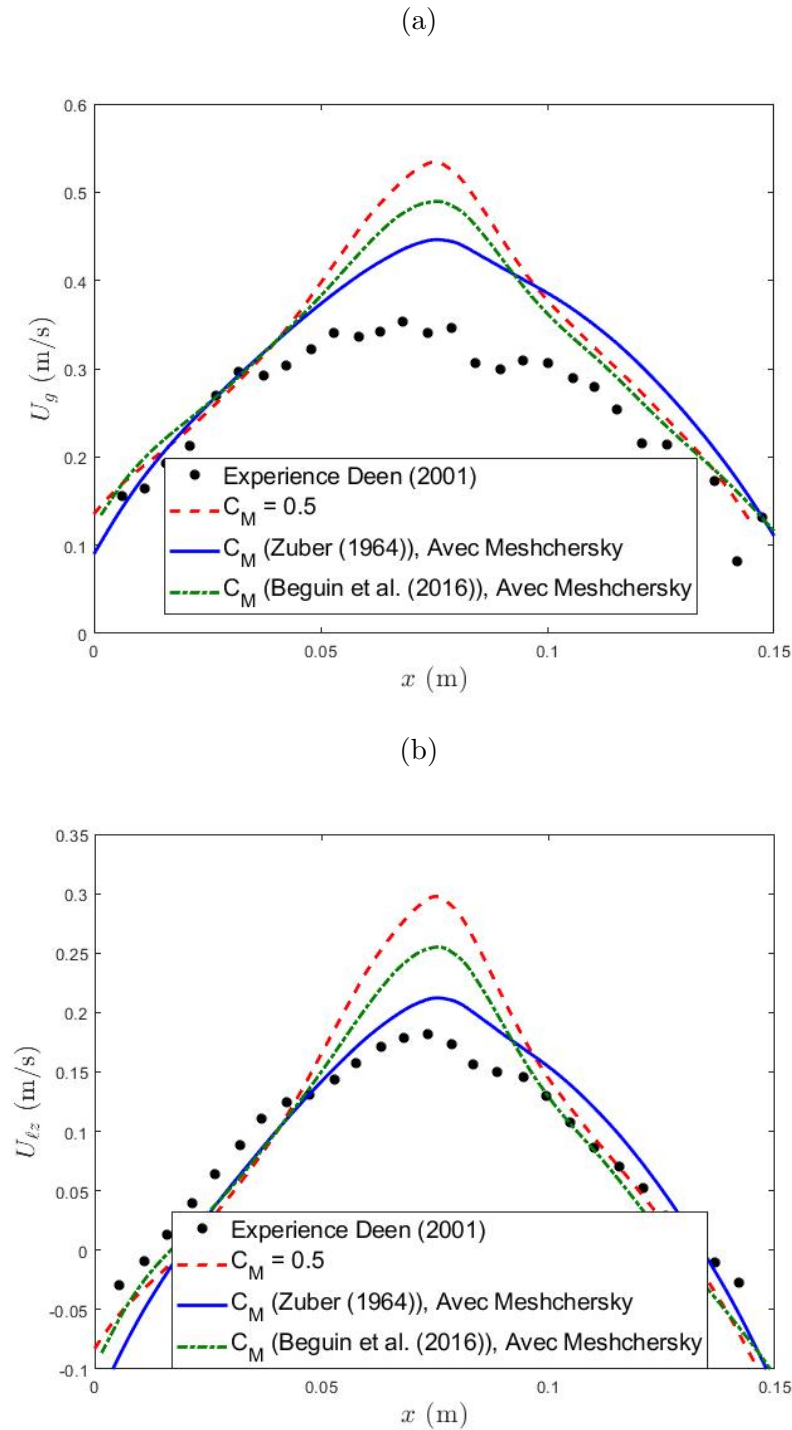 (a)
0.6
0.5
0.4
0.3
0.2
0.1
0
U_g (m/s)
Experience Deen (2001)
C_M = 0.5
C_M (Zuber (1964)), Avec Meshchersky
C_M (Beguin et al. (2016)), Avec Meshchersky
0 0.05 0.1 0.15
x (m)
(b)
0.35
0.3
0.25
0.2
0.15
0.1
0.05
0
-0.05
-0.1
U_ℓz (m/s)
Experience Deen (2001)
C_M = 0.5
C_M (Zuber (1964)), Avec Meshchersky
C_M (Beguin et al. (2016)), Avec Meshchersky
0 0.05 0.1 0.15
x (m)